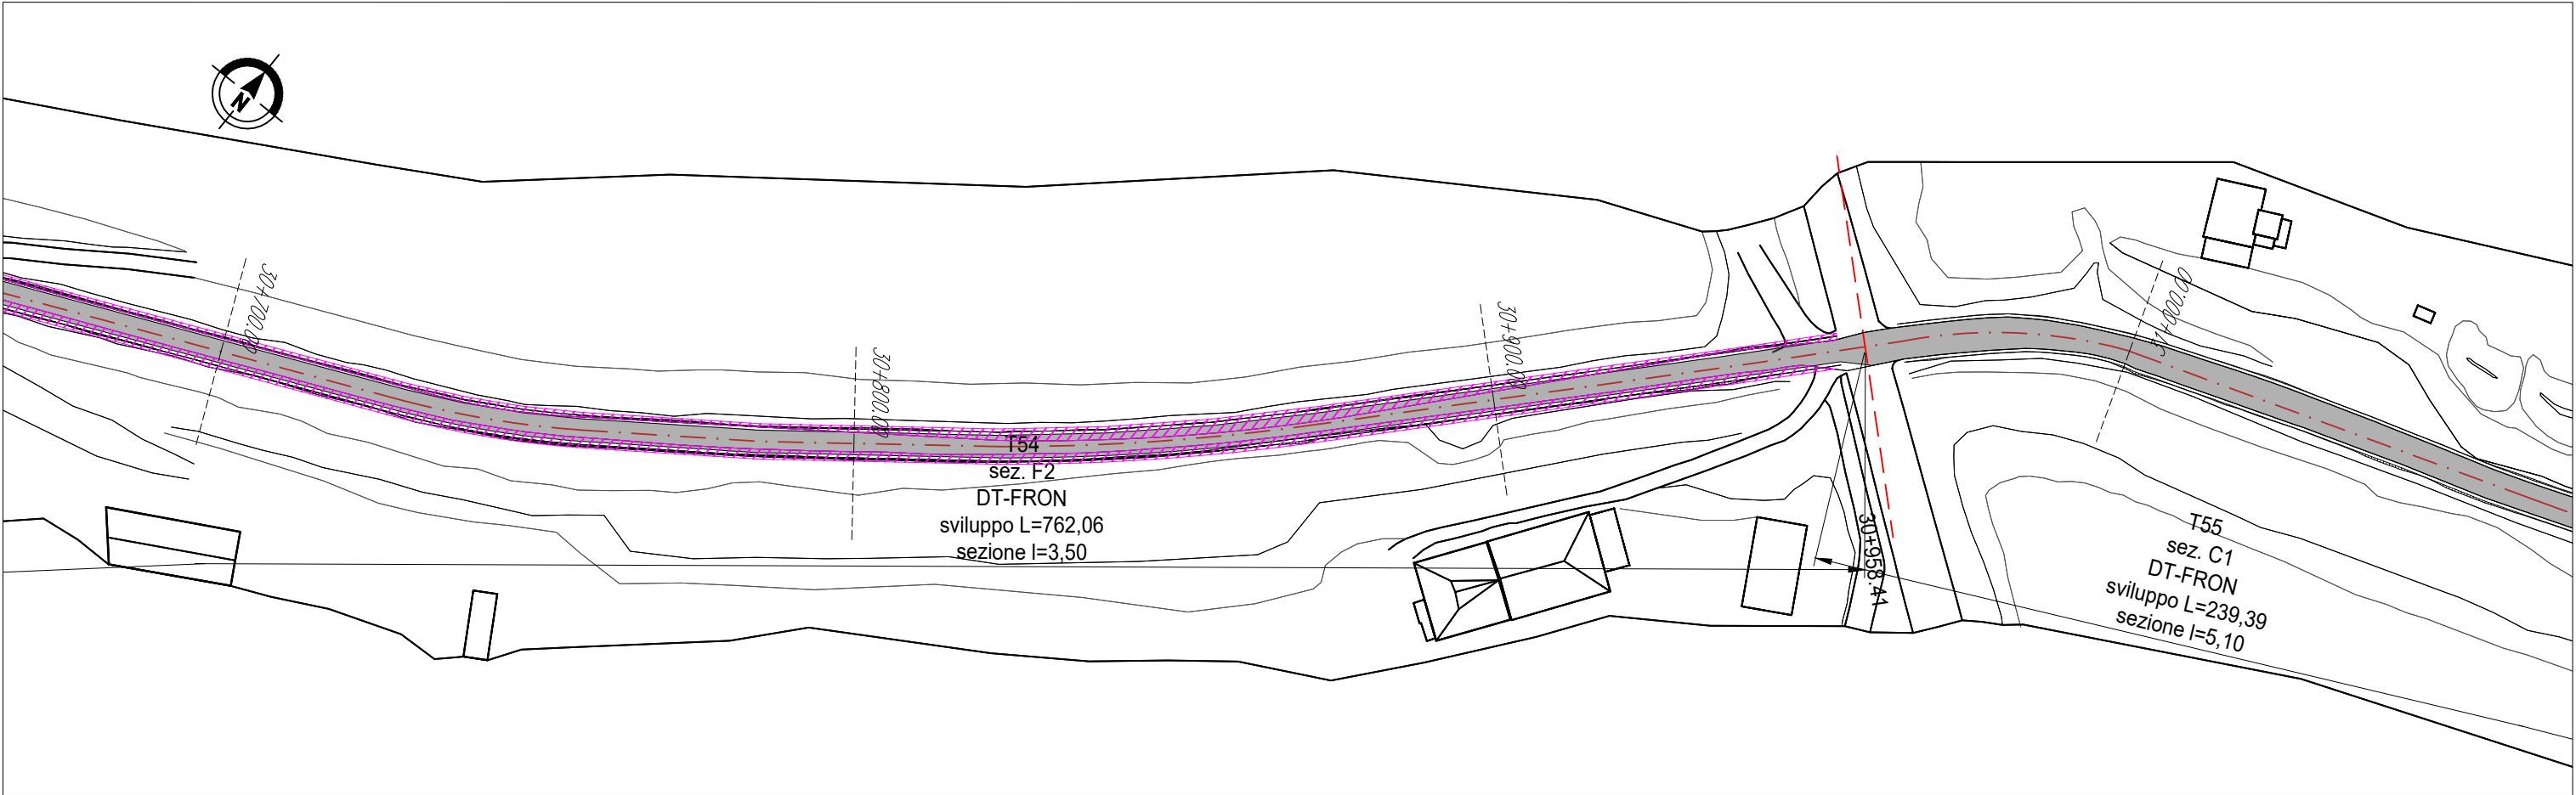 N
30+700.00
30+800.00
30+900.00
31+000.00
T54
sez. F2
DT-FRON
sviluppo L=762,06
sezione l=3,50
30+958.41
T55
sez. C1
DT-FRON
sviluppo L=239,39
sezione l=5,10